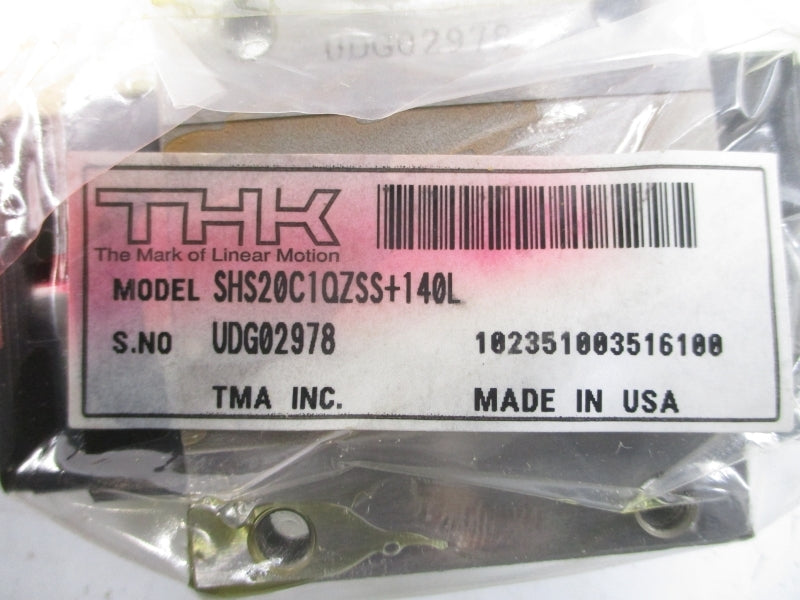 UDG02978
THK
The Mark of Linear Motion
MODEL SHS20C1QZSS+140L
S.NO UDG02978 102351003516100
TMA INC. MADE IN USA